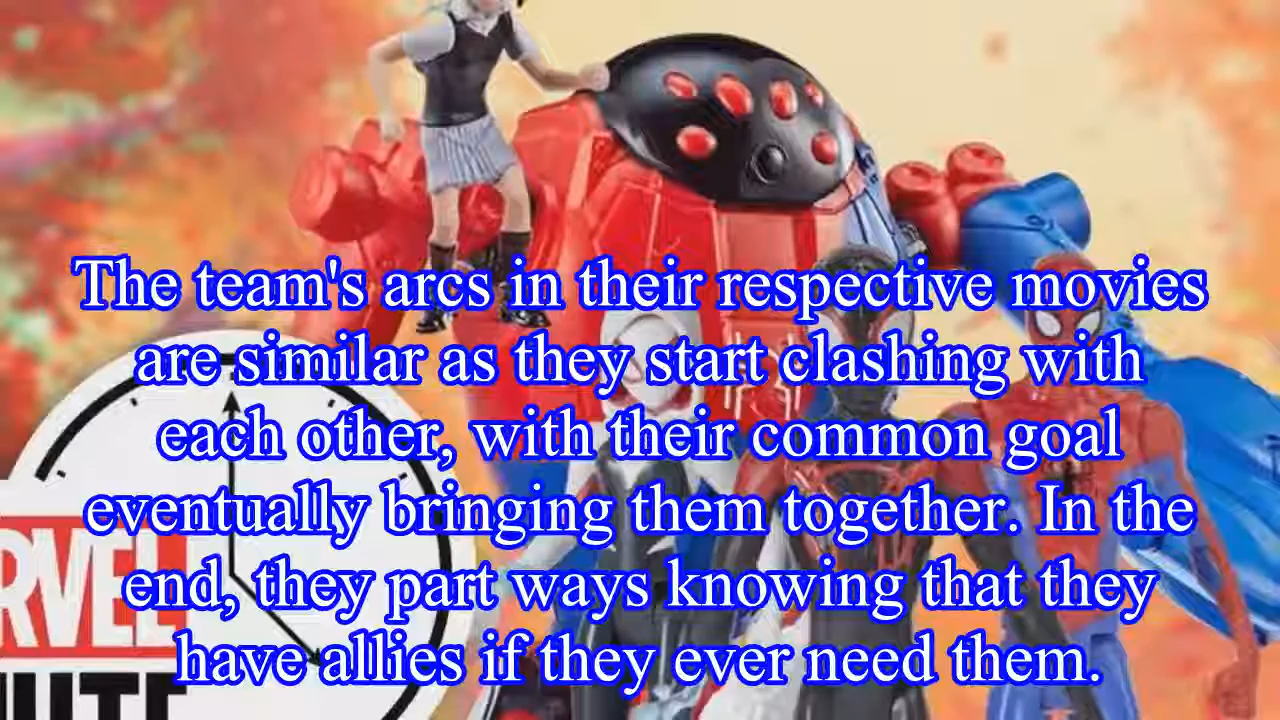 The team's arcs in their respective movies
are similar as they start clashing with
each other, with their common goal
eventually bringing them together. In the
end, they part ways knowing that they
have allies if they ever need them.
RVEL